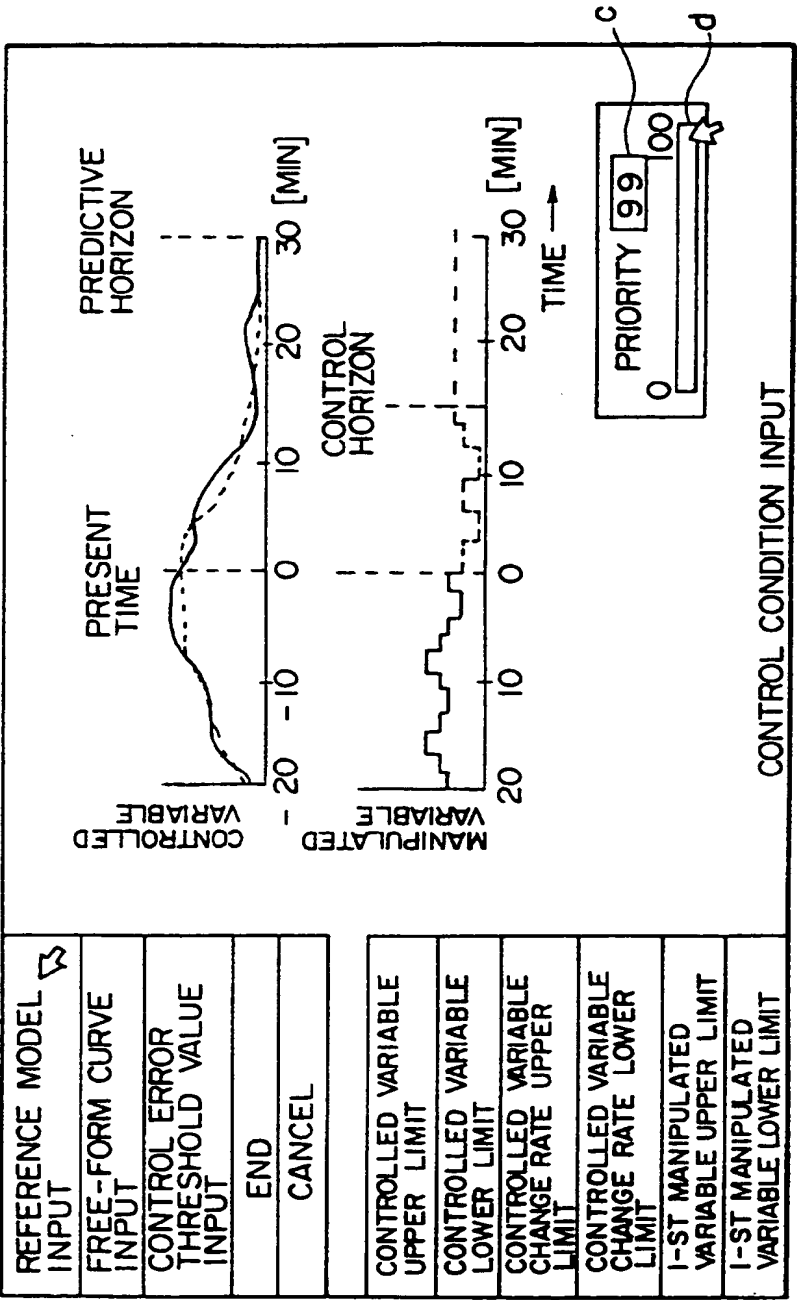 REFERENCE MODEL
INPUT
FREE-FORM CURVE
INPUT
CONTROL ERROR
THRESHOLD VALUE
INPUT
END
CANCEL
CONTROLLED VARIABLE
UPPER LIMIT
CONTROLLED VARIABLE
LOWER LIMIT
CONTROLLED VARIABLE
CHANGE RATE UPPER
LIMIT
CONTROLLED VARIABLE
CHANGE RATE LOWER
LIMIT
I-ST MANIPULATED
VARIABLE UPPER LIMIT
I-ST MANIPULATED
VARIABLE LOWER LIMIT
PRESENT
TIME
PREDICTIVE
HORIZON
CONTROLLED
VARIABLE
-20 -10 0 10 20 30 [MIN]
CONTROL
HORIZON
MANIPULATED
VARIABLE
20 10 0 10 20 30 [MIN]
TIME →
PRIORITY 99
0 100
c
d
CONTROL CONDITION INPUT